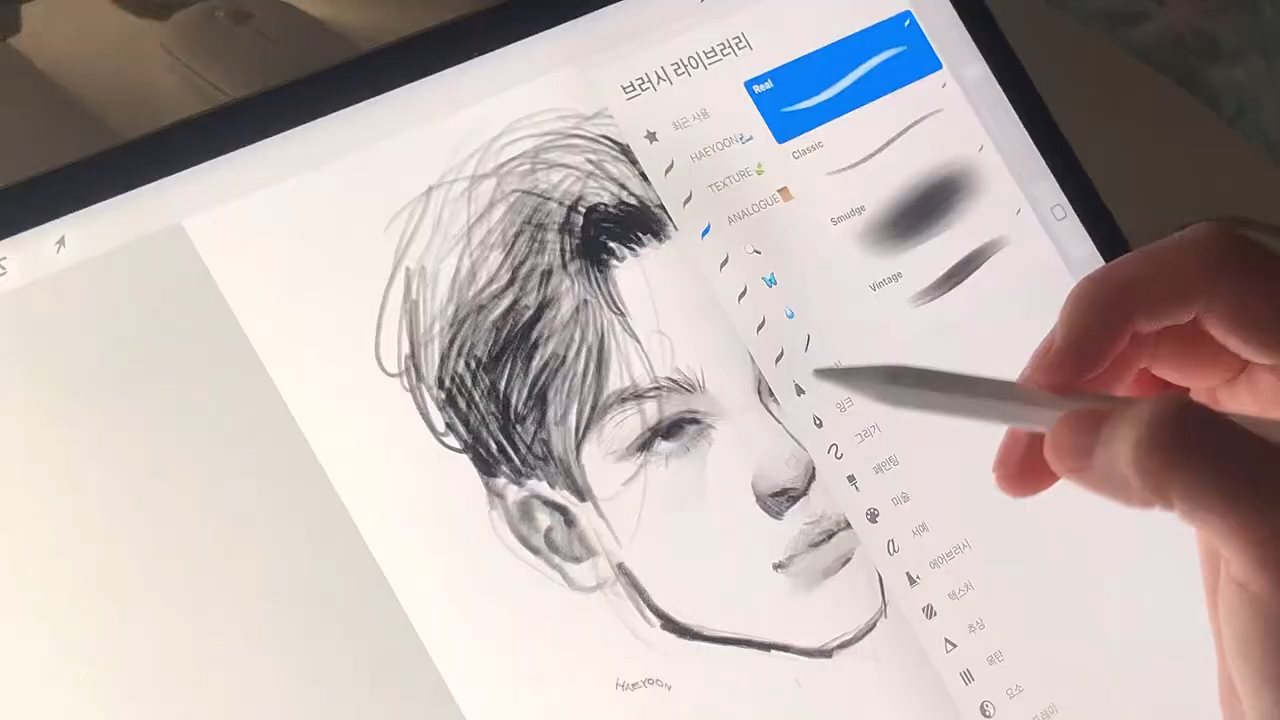 브러시 라이브러리
최근 사용
HAEYOON
TEXTURE
ANALOGUE
잉크
그리기
페인팅
미술
서예
에어브러시
텍스처
추상
목탄
요소
Real
Classic
Smudge
Vintage
HAEYOON